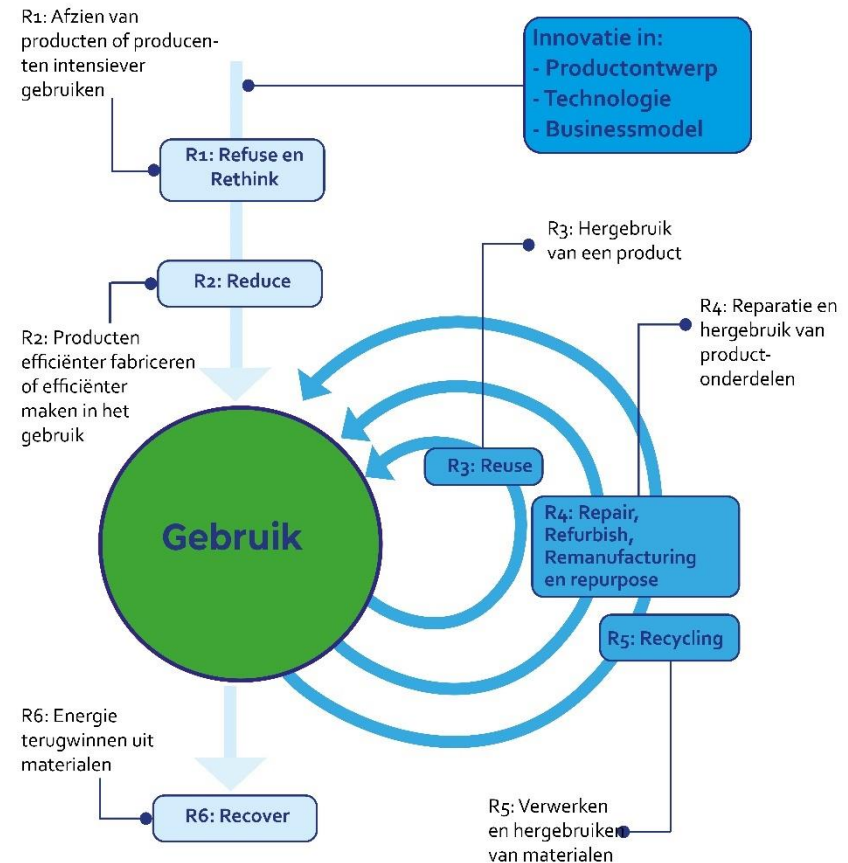 R1: Afzien van
producten of producen-
ten intensiever
gebruiken
Innovatie in:
- Productontwerp
- Technologie
- Businessmodel
R1: Refuse en
Rethink
R3: Hergebruik
van een product
R2: Reduce
R4: Reparatie en
hergebruik van
product-
onderdelen
R2: Producten
efficiënter fabriceren
of efficiënter
maken in het
gebruik
R3: Reuse
Gebruik
R4: Repair,
Refurbish,
Remanufacturing
en repurpose
R5: Recycling
R6: Energie
terugwinnen uit
materialen
R6: Recover
R5: Verwerken
en hergebruiken
van materialen